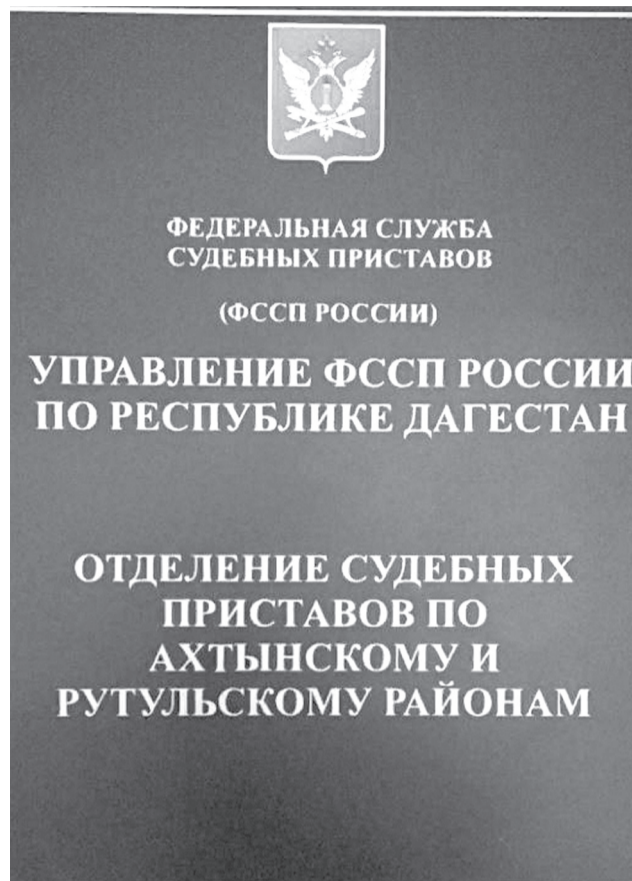 ФЕДЕРАЛЬНАЯ СЛУЖБА
СУДЕБНЫХ ПРИСТАВОВ
(ФССП РОССИИ)
УПРАВЛЕНИЕ ФССП РОССИИ
ПО РЕСПУБЛИКЕ ДАГЕСТАН
ОТДЕЛЕНИЕ СУДЕБНЫХ
ПРИСТАВОВ ПО
АХТЫНСКОМУ И
РУТУЛЬСКОМУ РАЙОНАМ